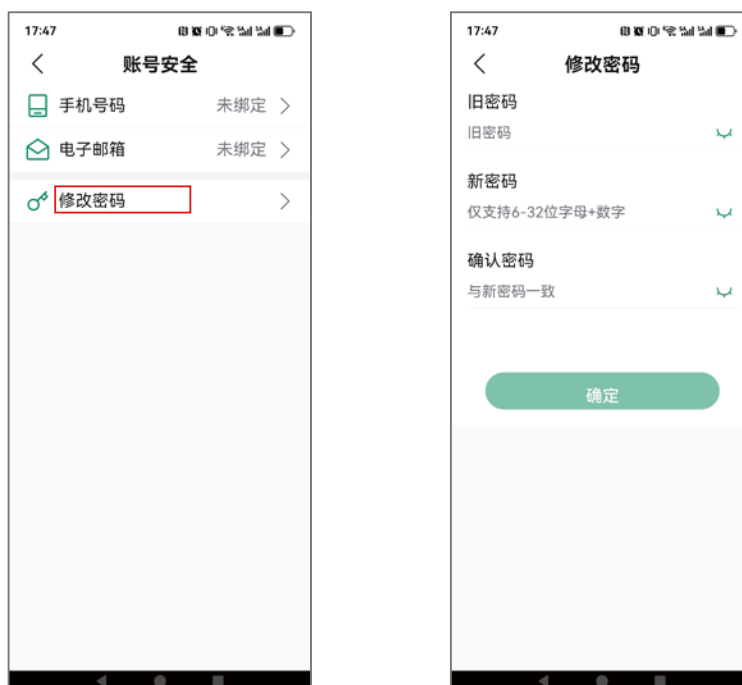 17:47
账号安全
手机号码 未绑定
电子邮箱 未绑定
修改密码
17:47
修改密码
旧密码
旧密码
新密码
仅支持6-32位字母+数字
确认密码
与新密码一致
确定